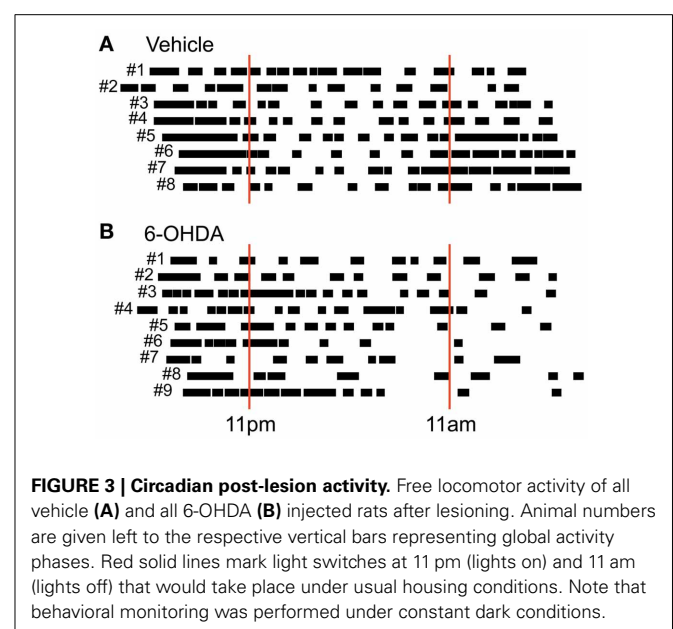 A Vehicle
#1
#2
#3
#4
#5
#6
#7
#8
B 6-OHDA
#1
#2
#3
#4
#5
#6
#7
#8
#9
11pm 11am
FIGURE 3 | Circadian post-lesion activity. Free locomotor activity of all
vehicle (A) and all 6-OHDA (B) injected rats after lesioning. Animal numbers
are given left to the respective vertical bars representing global activity
phases. Red solid lines mark light switches at 11 pm (lights on) and 11 am
(lights off) that would take place under usual housing conditions. Note that
behavioral monitoring was performed under constant dark conditions.